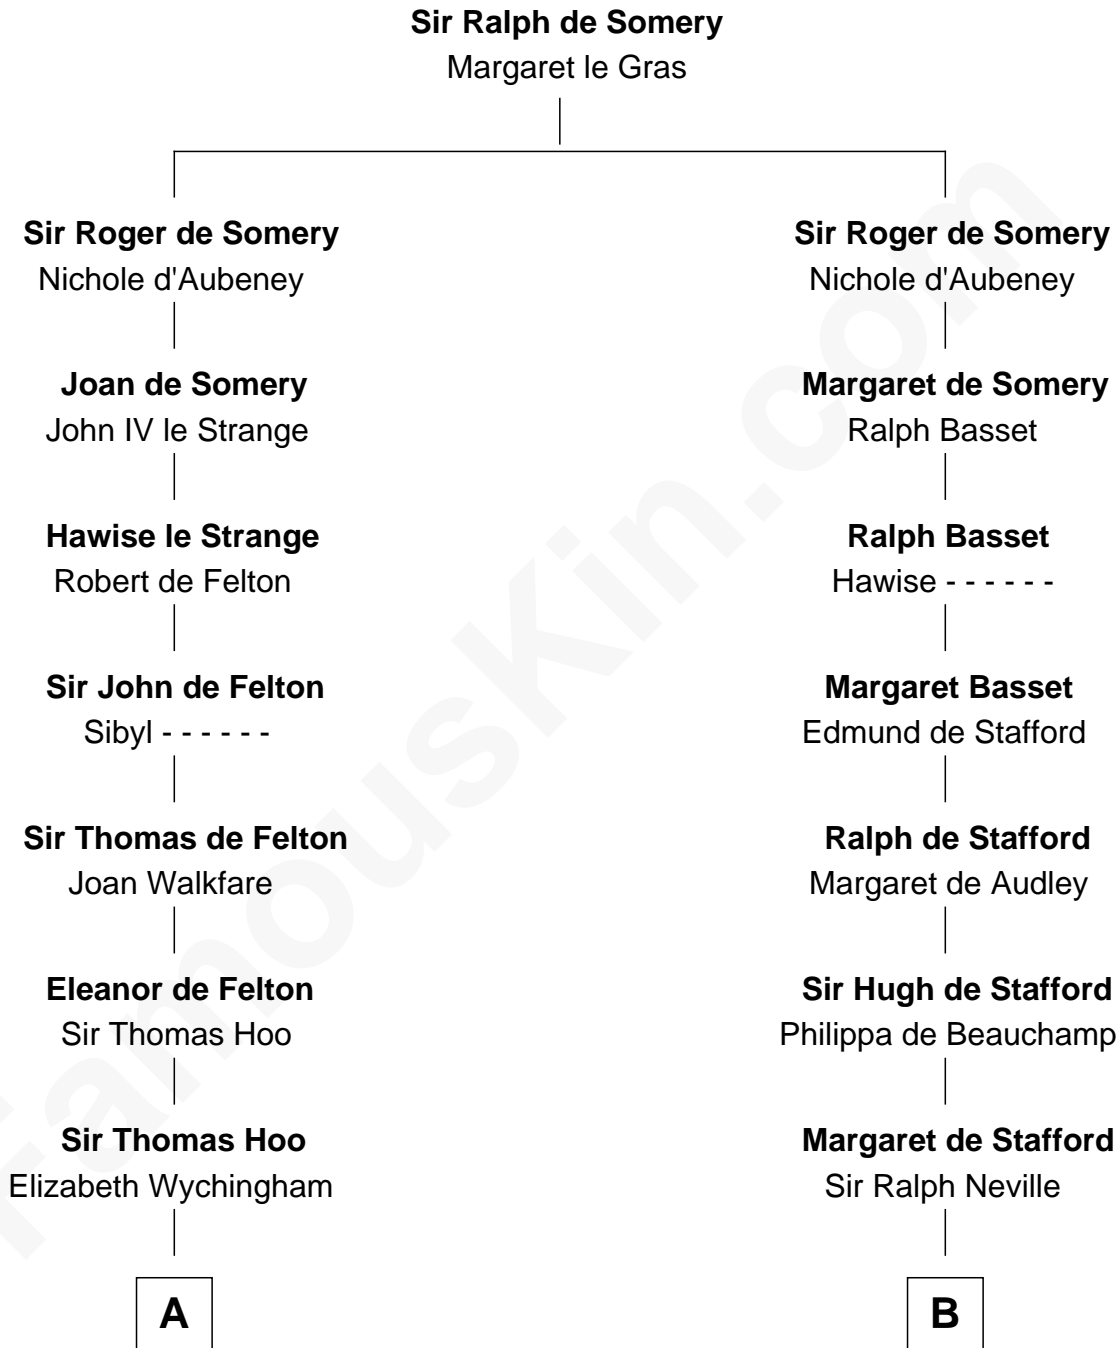 Sir Ralph de Somery
Margaret le Gras
Sir Roger de Somery
Nichole d'Aubeney
Joan de Somery
John IV le Strange
Hawise le Strange
Robert de Felton
Sir John de Felton
Sibyl - - - - - -
Sir Thomas de Felton
Joan Walkfare
Eleanor de Felton
Sir Thomas Hoo
Sir Thomas Hoo
Elizabeth Wychingham
A
Sir Roger de Somery
Nichole d'Aubeney
Margaret de Somery
Ralph Basset
Ralph Basset
Hawise - - - - - -
Margaret Basset
Edmund de Stafford
Ralph de Stafford
Margaret de Audley
Sir Hugh de Stafford
Philippa de Beauchamp
Margaret de Stafford
Sir Ralph Neville
B
FamousKin.com